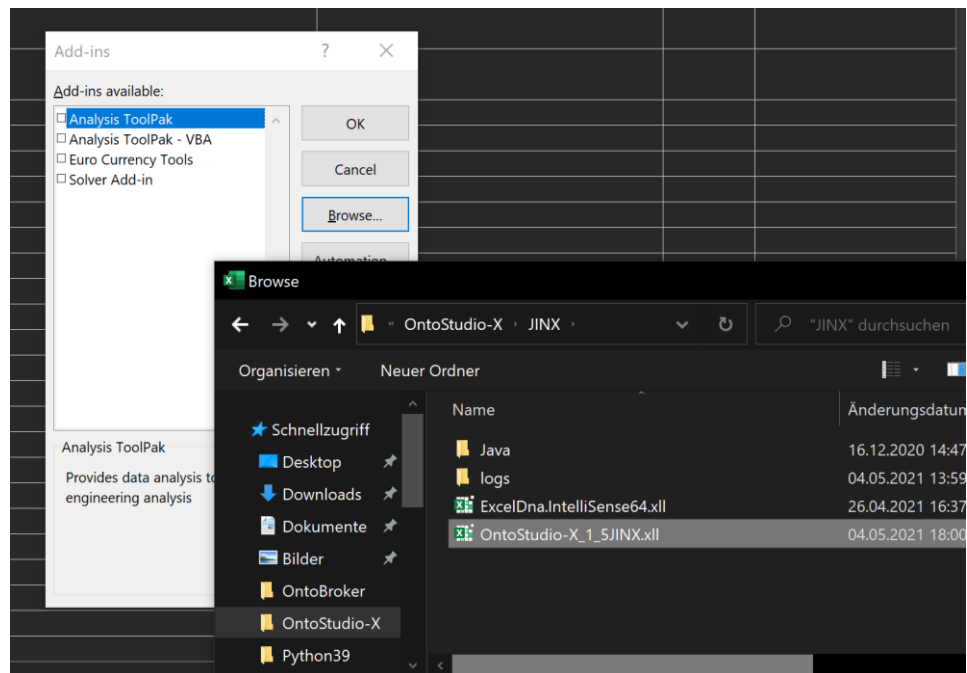 Add-ins
?
Add-ins available:
Analysis ToolPak
Analysis ToolPak - VBA
Euro Currency Tools
Solver Add-in
OK
Cancel
Browse...
Automation...
Analysis ToolPak
Provides data analysis to
engineering analysis
Browse
« OntoStudio-X › JINX ›
"JINX" durchsuchen
Organisieren
Neuer Ordner
Name
Änderungsdatum
Schnellzugriff
Desktop
Downloads
Dokumente
Bilder
OntoBroker
OntoStudio-X
Python39
Java 16.12.2020 14:47
logs 04.05.2021 13:59
ExcelDna.IntelliSense64.xll 26.04.2021 16:37
OntoStudio-X_1_5JINX.xll 04.05.2021 18:00